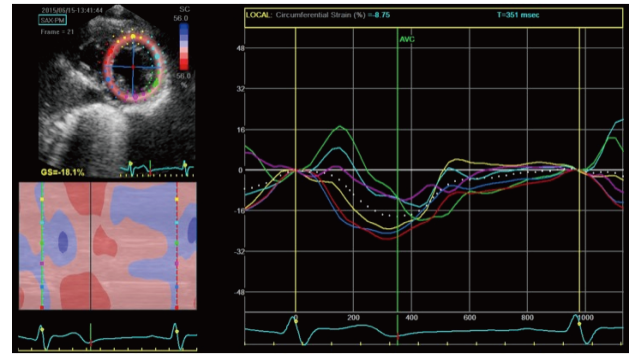 2015/06/15-13:41:44
SAX-PM
Frame = 21
SC
56.0
-56.0
GS=-18.1%
LOCAL: Circumferential Strain (%) =-8.75 T=351 msec
AVC
48
32
16
0
-16
-32
-48
0 200 400 600 800 1000